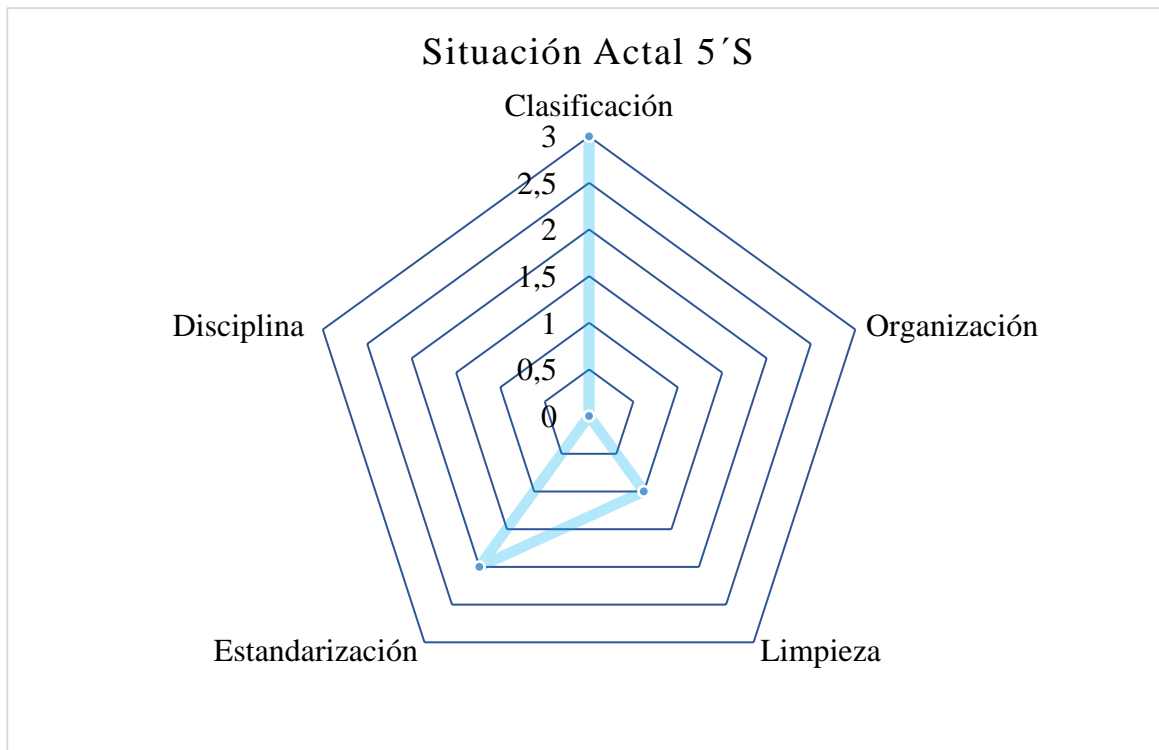 Situación Actal 5´S
Clasificación
3
2,5
2
1,5
1
0,5
0
Disciplina
Organización
Estandarización
Limpieza